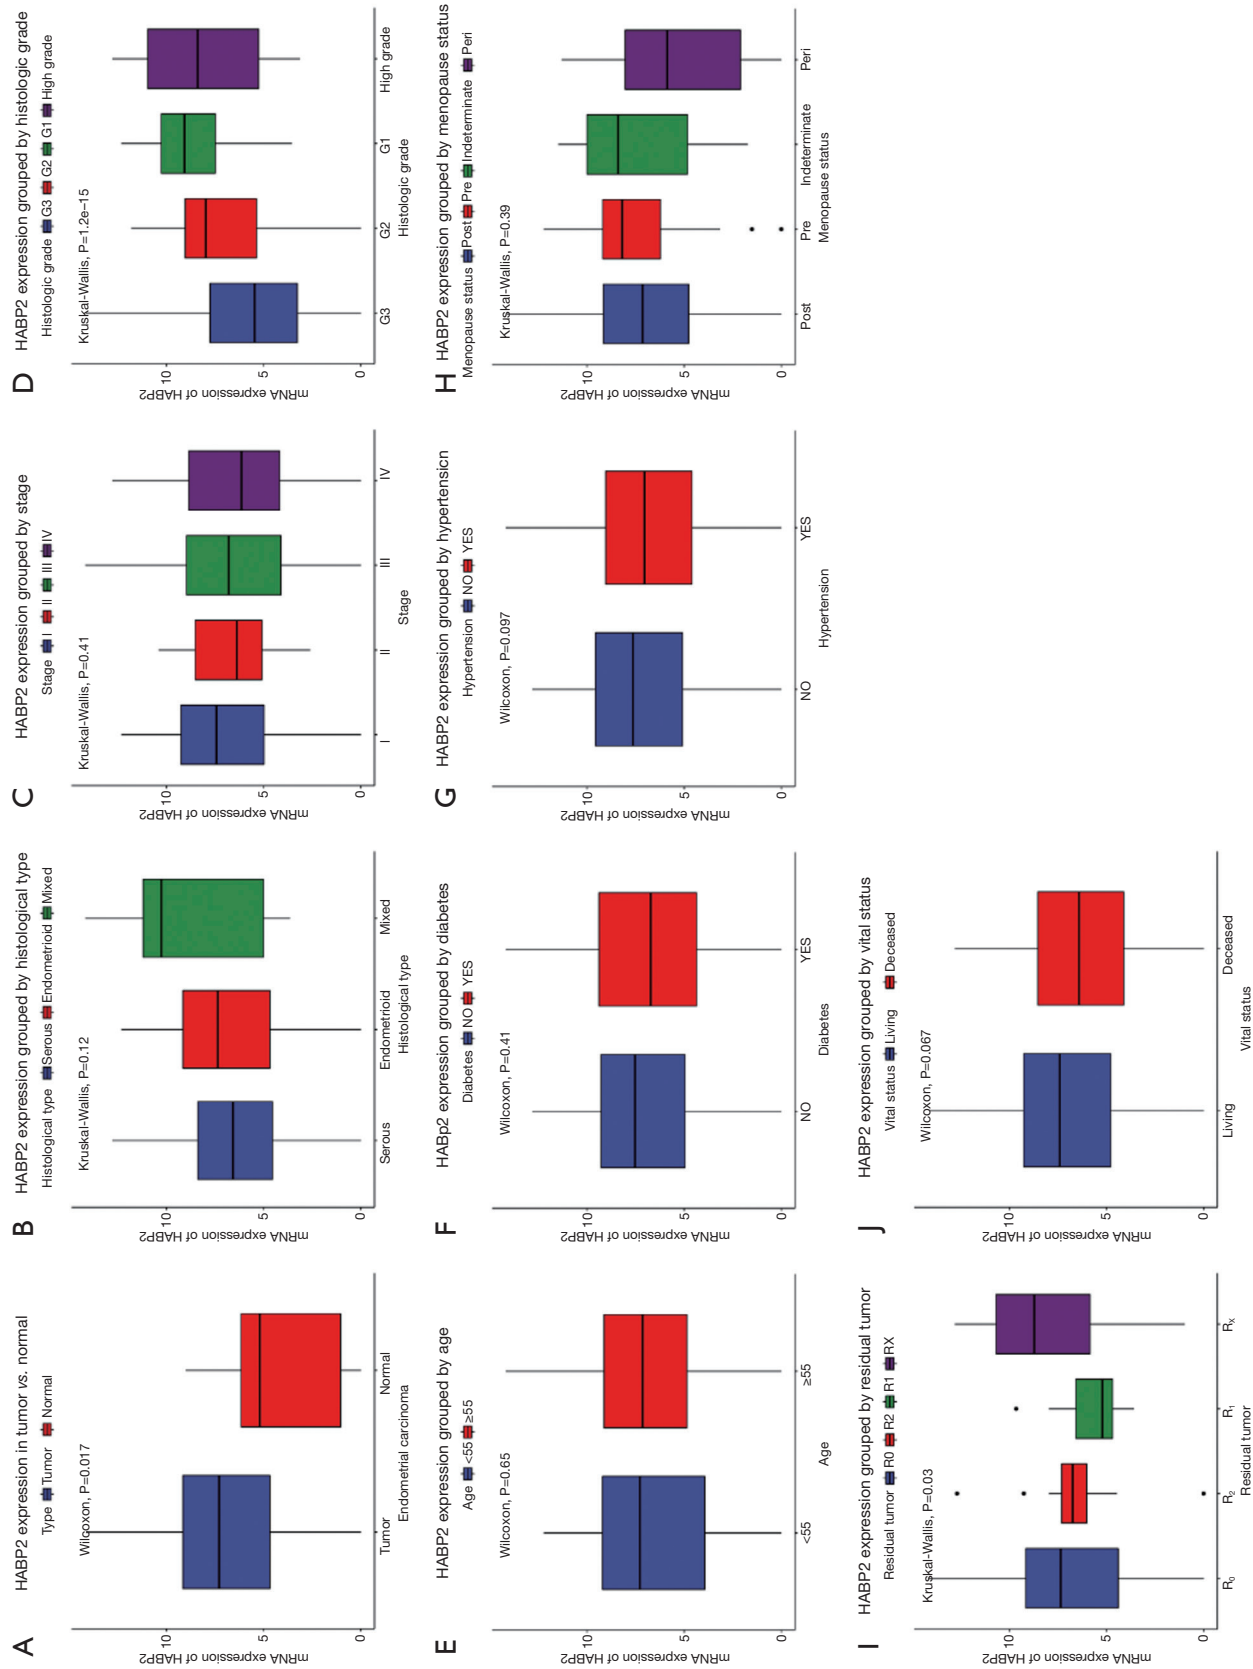 A
HABP2 expression in tumor vs. normal
Type Tumor Normal
Wilcoxon, P=0.017
mRNA expression of HABP2
10
5
0
Tumor
Normal
Endometrial carcinoma
B
HABP2 expression grouped by histological type
Histological type Serous Endometrioid Mixed
Kruskal-Wallis, P=0.12
mRNA expression of HABP2
10
5
0
Serous
Endometrioid
Mixed
Histological type
C
HABP2 expression grouped by stage
Stage I II III IV
Kruskal-Wallis, P=0.41
mRNA expression of HABP2
10
5
0
I
II
III
IV
Stage
D
HABP2 expression grouped by histologic grade
Histologic grade G3 G2 G1 High grade
Kruskal-Wallis, P=1.2e−15
mRNA expression of HABP2
10
5
0
G3
G2
G1
High grade
Histologic grade
E
HABP2 expression grouped by age
Age <55 ≥55
Wilcoxon, P=0.65
mRNA expression of HABP2
10
5
0
<55
≥55
Age
F
HABp2 expression grouped by diabetes
Diabetes NO YES
Wilcoxon, P=0.41
mRNA expression of HABP2
10
5
0
NO
YES
Diabetes
G
HABP2 expression grouped by hypertension
Hypertension NO YES
Wilcoxon, P=0.097
mRNA expression of HABP2
10
5
0
NO
YES
Hypertension
H
HABP2 expression grouped by menopause status
Menopause status Post Pre Indeterminate Peri
Kruskal-Wallis, P=0.39
mRNA expression of HABP2
10
5
0
Post
Pre
Indeterminate
Peri
Menopause status
I
HABP2 expression grouped by residual tumor
Residual tumor R0 R2 R1 RX
Kruskal-Wallis, P=0.03
mRNA expression of HABP2
10
5
0
R0
R2
R1
Rx
Residual tumor
J
HABP2 expression grouped by vital status
Vital status Living Deceased
Wilcoxon, P=0.067
mRNA expression of HABP2
10
5
0
Living
Deceased
Vital status